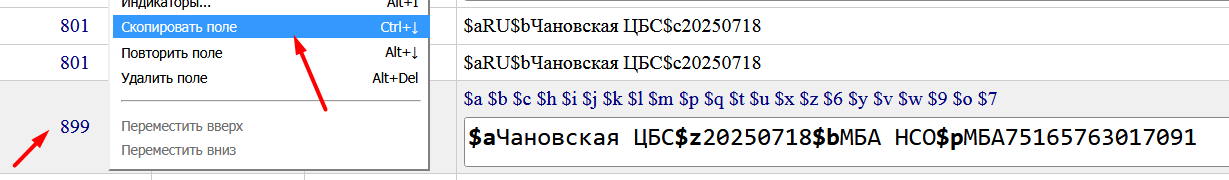 Индикаторы... Alt+I
801 Скопировать поле Ctrl+↓ $aRU$bЧановская ЦБС$c20250718
801 Повторить поле Alt+↓ $aRU$bЧановская ЦБС$c20250718
Удалить поле Alt+Del
$a $b $c $h $i $j $k $l $m $p $q $t $u $x $z $6 $y $v $w $9 $o $7
899 Переместить вверх $aЧановская ЦБС$z20250718$bМБА НСО$pМБА75165763017091
Переместить вниз